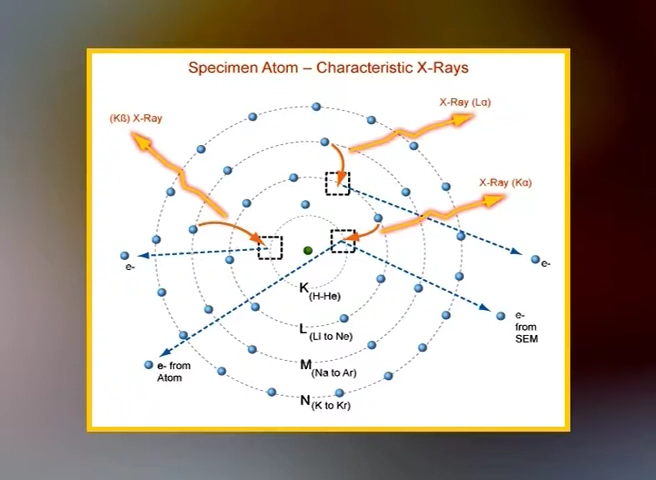 Specimen Atom – Characteristic X-Rays
X-Ray (Lα)
(Kß) X-Ray
X-Ray (Kα)
e-
e-
K (H-He)
e-
from
SEM
L (Li to Ne)
e- from
Atom
M (Na to Ar)
N (K to Kr)